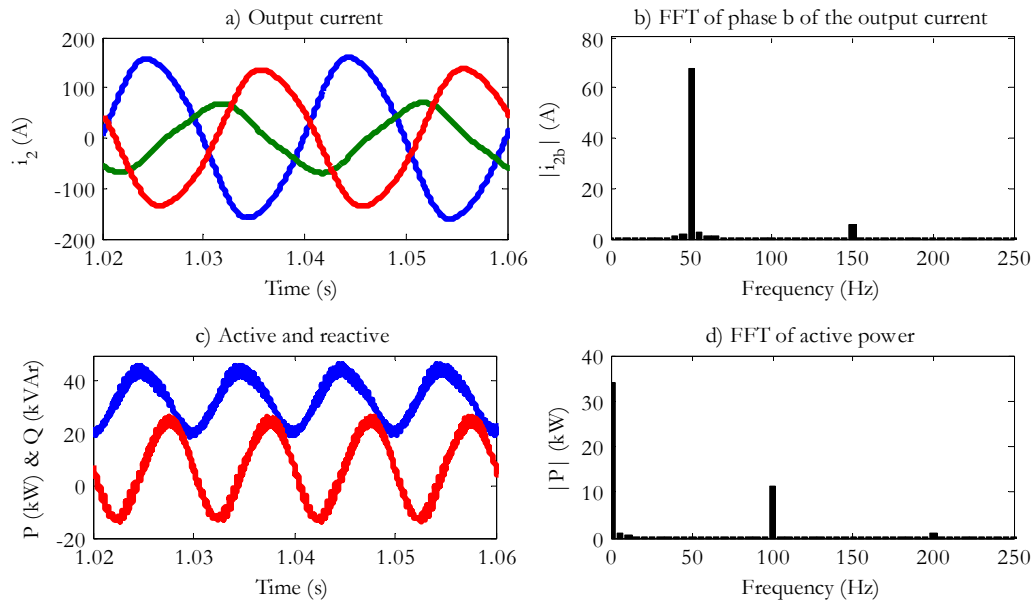 a) Output current
200
100
0
-100
-200
i2 (A)
1.02 1.03 1.04 1.05 1.06
Time (s)
b) FFT of phase b of the output current
80
60
40
20
0
|i2b| (A)
0 50 100 150 200 250
Frequency (Hz)
c) Active and reactive
40
20
0
-20
P (kW) & Q (kVAr)
1.02 1.03 1.04 1.05 1.06
Time (s)
d) FFT of active power
40
30
20
10
0
|P| (kW)
0 50 100 150 200 250
Frequency (Hz)